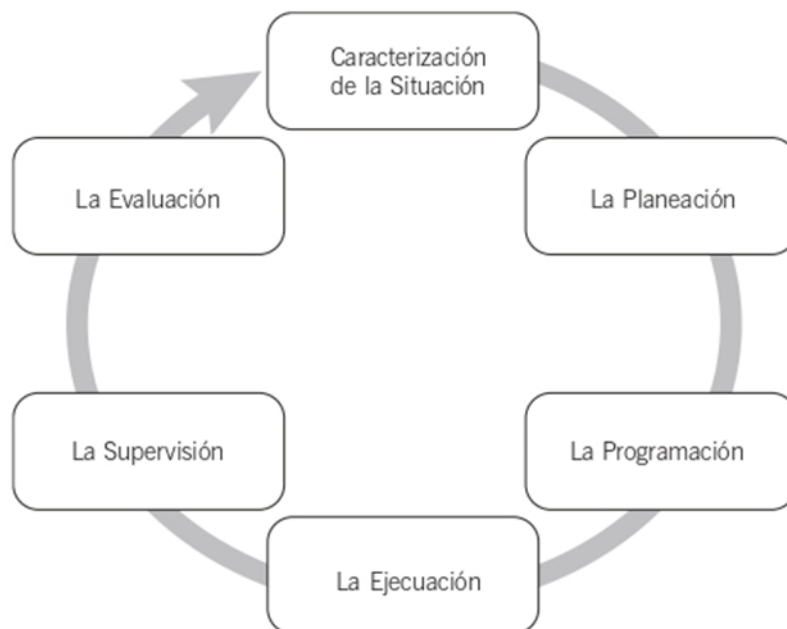 Caracterización
de la Situación
La Planeación
La Programación
La Ejecuación
La Supervisión
La Evaluación